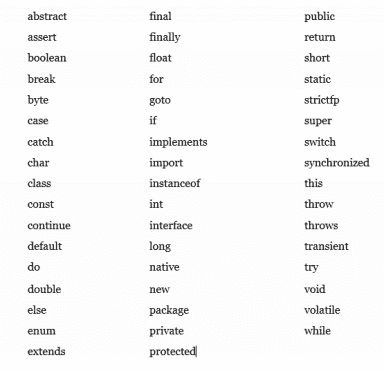 abstract final public
assert finally return
boolean float short
break for static
byte goto strictfp
case if super
catch implements switch
char import synchronized
class instanceof this
const int throw
continue interface throws
default long transient
do native try
double new void
else package volatile
enum private while
extends protected